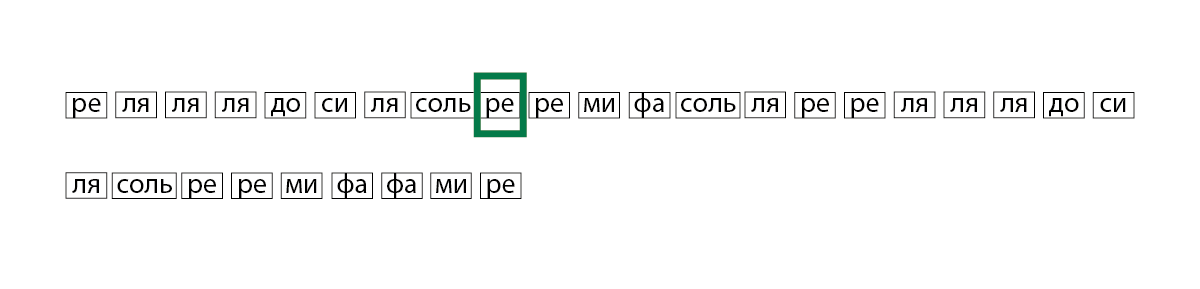 ре ля ля ля до си ля соль ре ре ми фа соль ля ре ре ля ля ля до си
ля соль ре ре ми фа фа ми ре